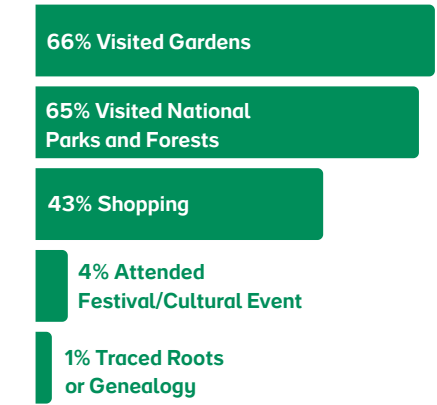 66% Visited Gardens
65% Visited National
Parks and Forests
43% Shopping
4% Attended
Festival/Cultural Event
1% Traced Roots
or Genealogy